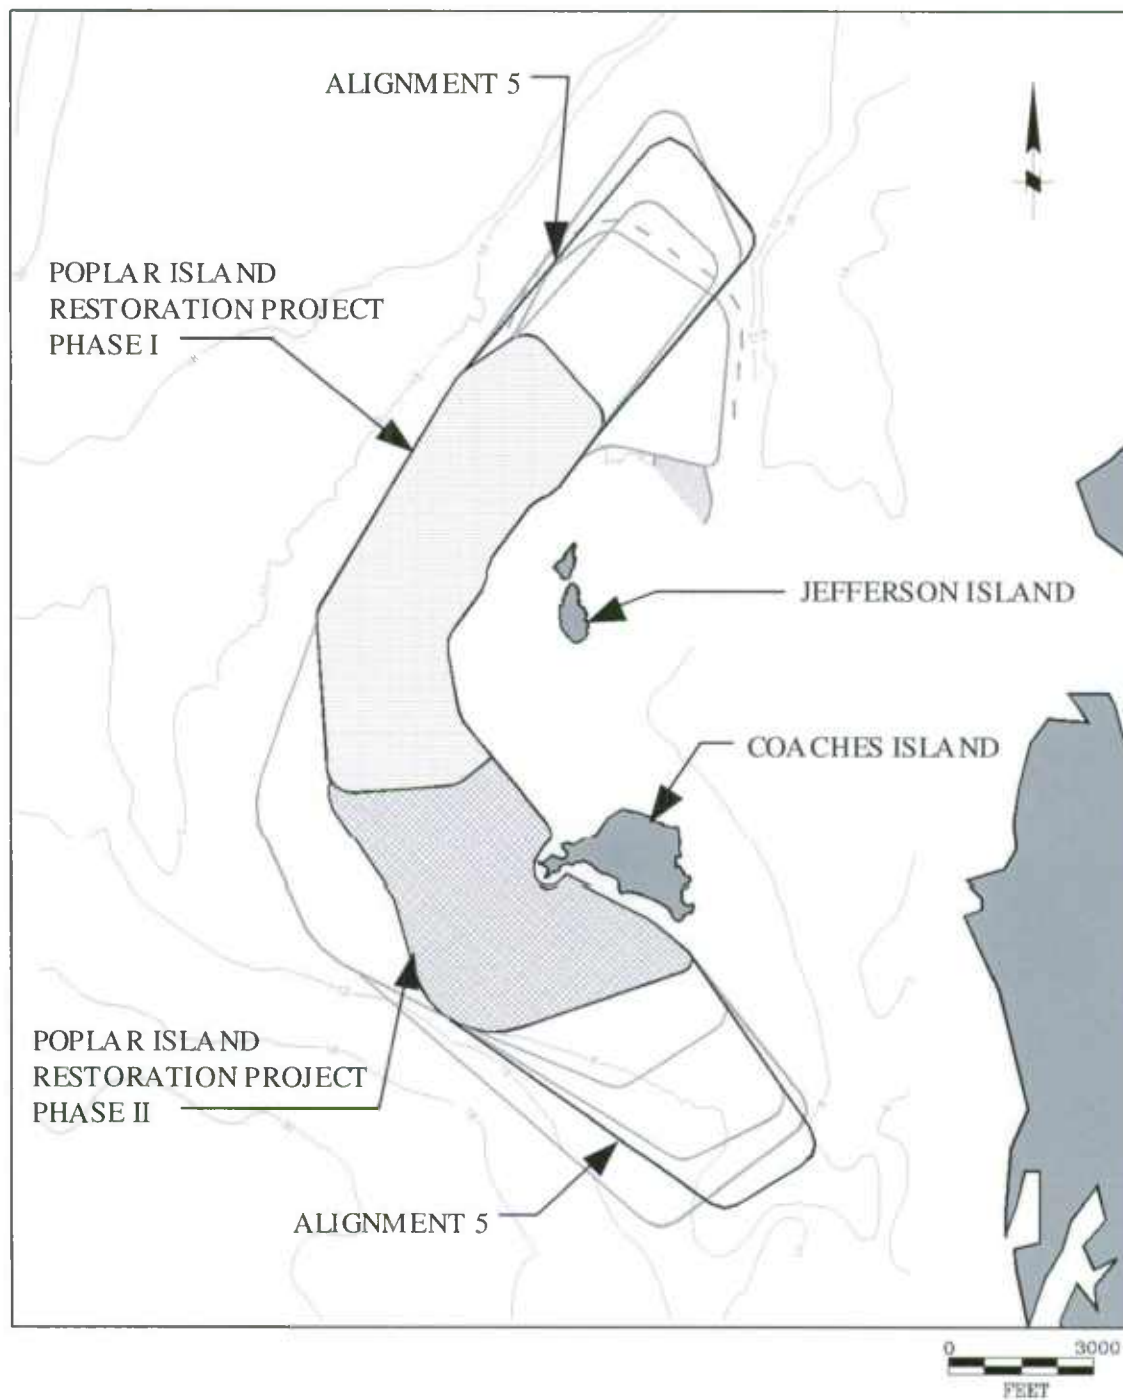 ALIGNMENT 5
POPLAR ISLAND
RESTORATION PROJECT
PHASE I
JEFFERSON ISLAND
COACHES ISLAND
POPLAR ISLAND
RESTORATION PROJECT
PHASE II
ALIGNMENT 5
0 3000
FEET